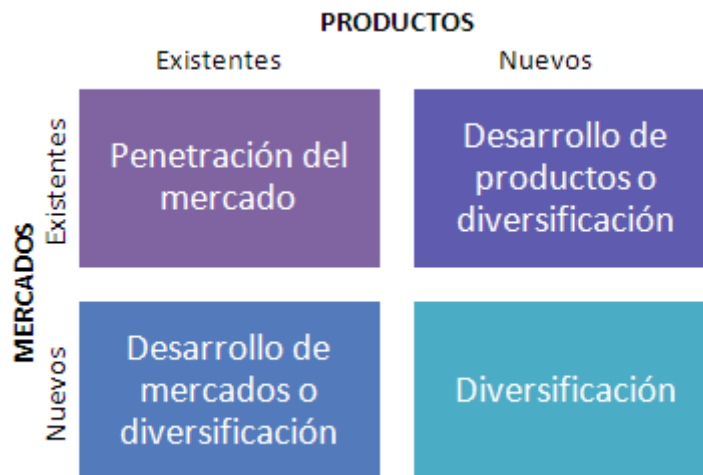 PRODUCTOS
Existentes
Nuevos
MERCADOS
Existentes
Penetración del
mercado
Desarrollo de
productos o
diversificación
Nuevos
Desarrollo de
mercados o
diversificación
Diversificación